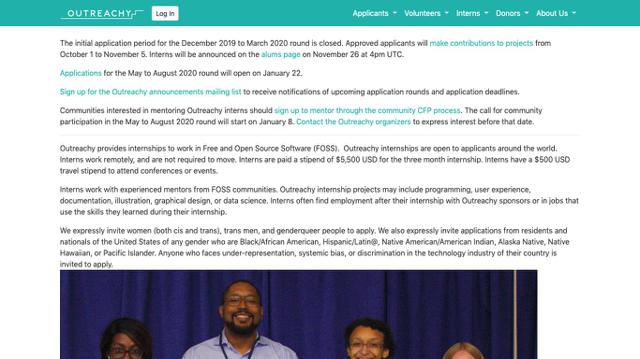 OUTREACHY
Log In
Applicants
Volunteers
Interns
Donors
About Us
The initial application period for the December 2019 to March 2020 round is closed. Approved applicants will make contributions to projects from
October 1 to November 5. Interns will be announced on the alums page on November 26 at 4pm UTC.
Applications for the May to August 2020 round will open on January 22.
Sign up for the Outreachy announcements mailing list to receive notifications of upcoming application rounds and application deadlines.
Communities interested in mentoring Outreachy interns should sign up to mentor through the community CFP process. The call for community
participation in the May to August 2020 round will start on January 8. Contact the Outreachy organizers to express interest before that date.
Outreachy provides internships to work in Free and Open Source Software (FOSS). Outreachy internships are open to applicants around the world.
Interns work remotely, and are not required to move. Interns are paid a stipend of $5,500 USD for the three month internship. Interns have a $500 USD
travel stipend to attend conferences or events.
Interns work with experienced mentors from FOSS communities. Outreachy internship projects may include programming, user experience,
documentation, illustration, graphical design, or data science. Interns often find employment after their internship with Outreachy sponsors or in jobs that
use the skills they learned during their internship.
We expressly invite women (both cis and trans), trans men, and genderqueer people to apply. We also expressly invite applications from residents and
nationals of the United States of any gender who are Black/African American, Hispanic/Latin@, Native American/American Indian, Alaska Native, Native
Hawaiian, or Pacific Islander. Anyone who faces under-representation, systemic bias, or discrimination in the technology industry of their country is
invited to apply.